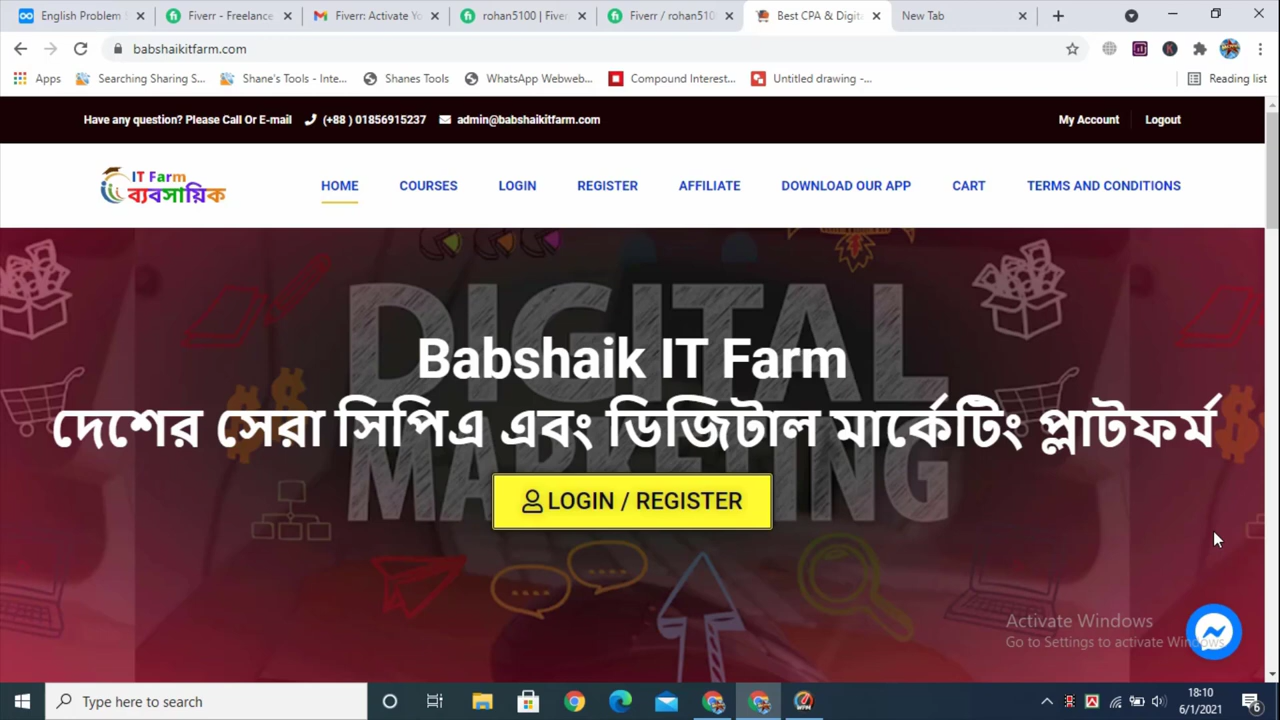 English Problem
Fiverr - Freelance
Fiverr: Activate Yo
rohan5100 | Fiver
Fiverr / rohan510
Best CPA & Digit
New Tab
babshaikitfarm.com
Apps
Searching Sharing S...
Shane's Tools - Inte...
Shanes Tools
WhatsApp Webweb...
Compound Interest...
Untitled drawing -...
Reading list
Have any question? Please Call Or E-mail
(+88 ) 01856915237
admin@babshaikitfarm.com
My Account
Logout
IT Farm
ব্যবসায়িক
HOME
COURSES
LOGIN
REGISTER
AFFILIATE
DOWNLOAD OUR APP
CART
TERMS AND CONDITIONS
DIGITAL
MARKETING
Babshaik IT Farm
দেশের সেরা সিপিএ এবং ডিজিটাল মার্কেটিং প্লাটফর্ম
LOGIN / REGISTER
Activate Windows
Go to Settings to activate Windows.
Type here to search
18:10
6/1/2021
6